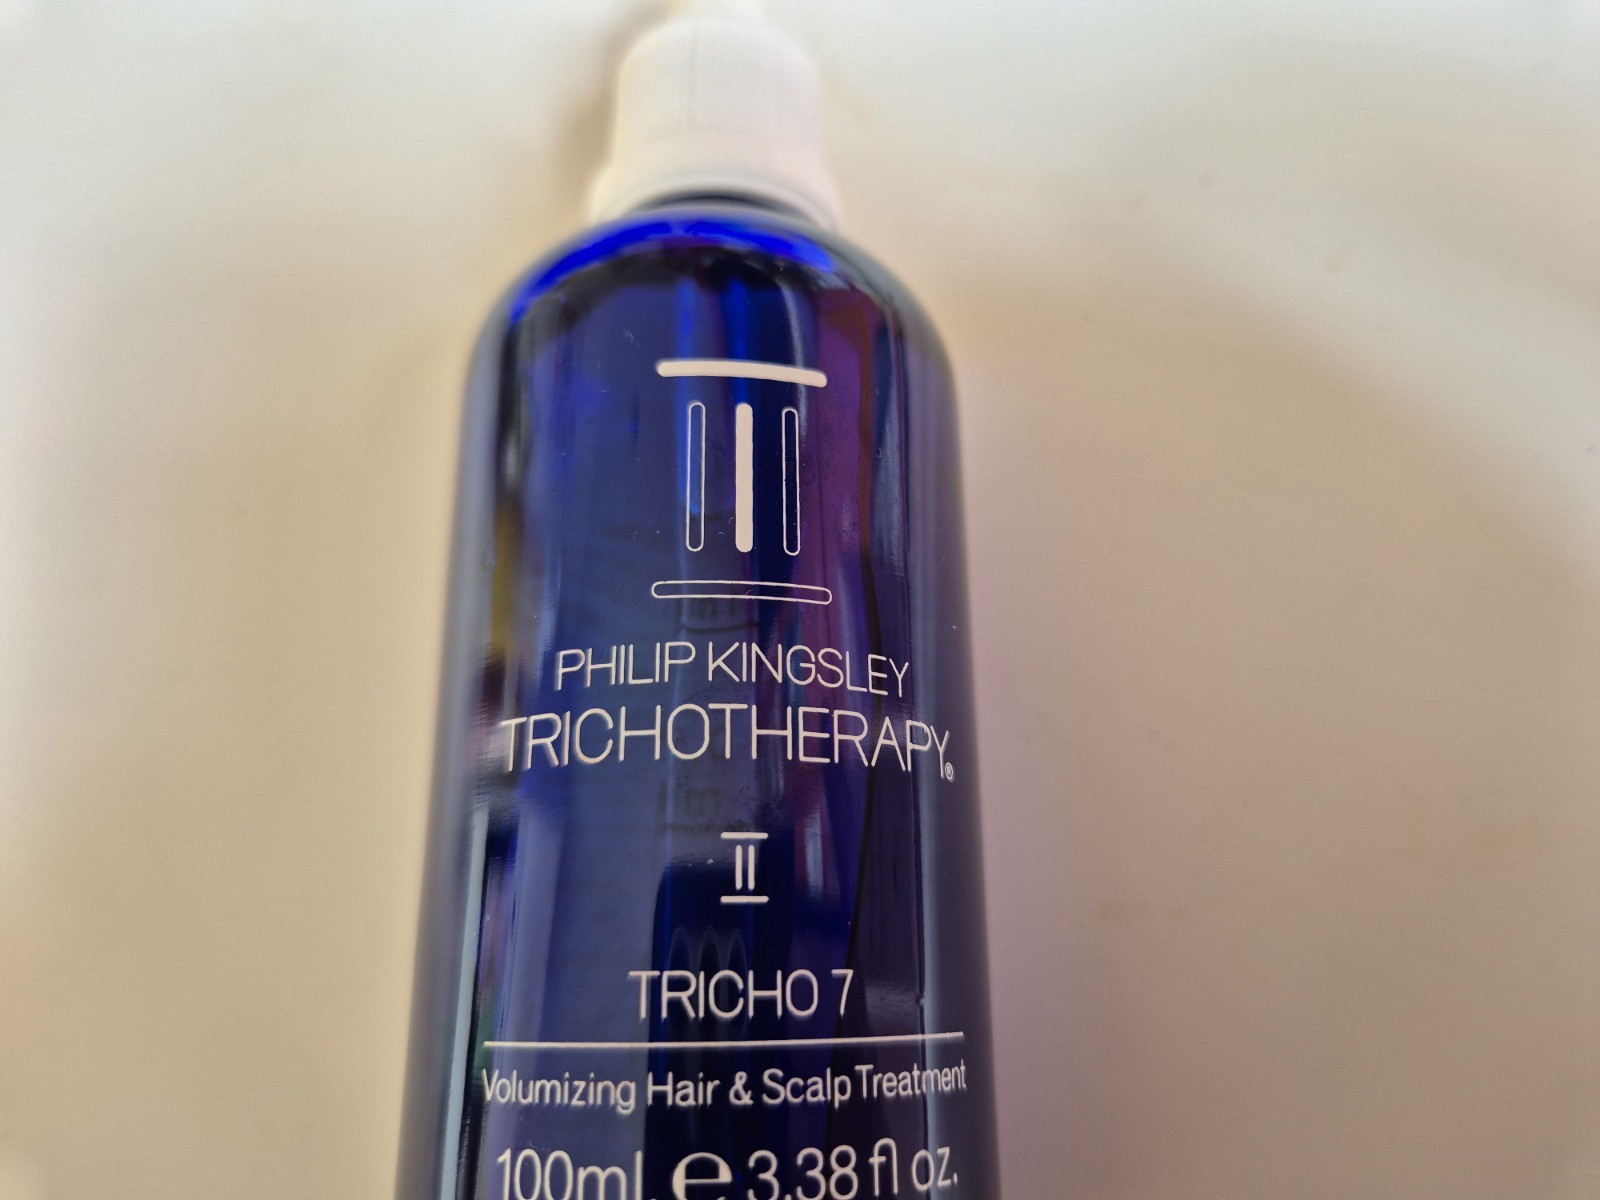 PHILIP KINGSLEY
TRICHOTHERAPY®
II
TRICHO 7
Volumizing Hair & Scalp Treatment
100ml. e 3.38 fl oz.